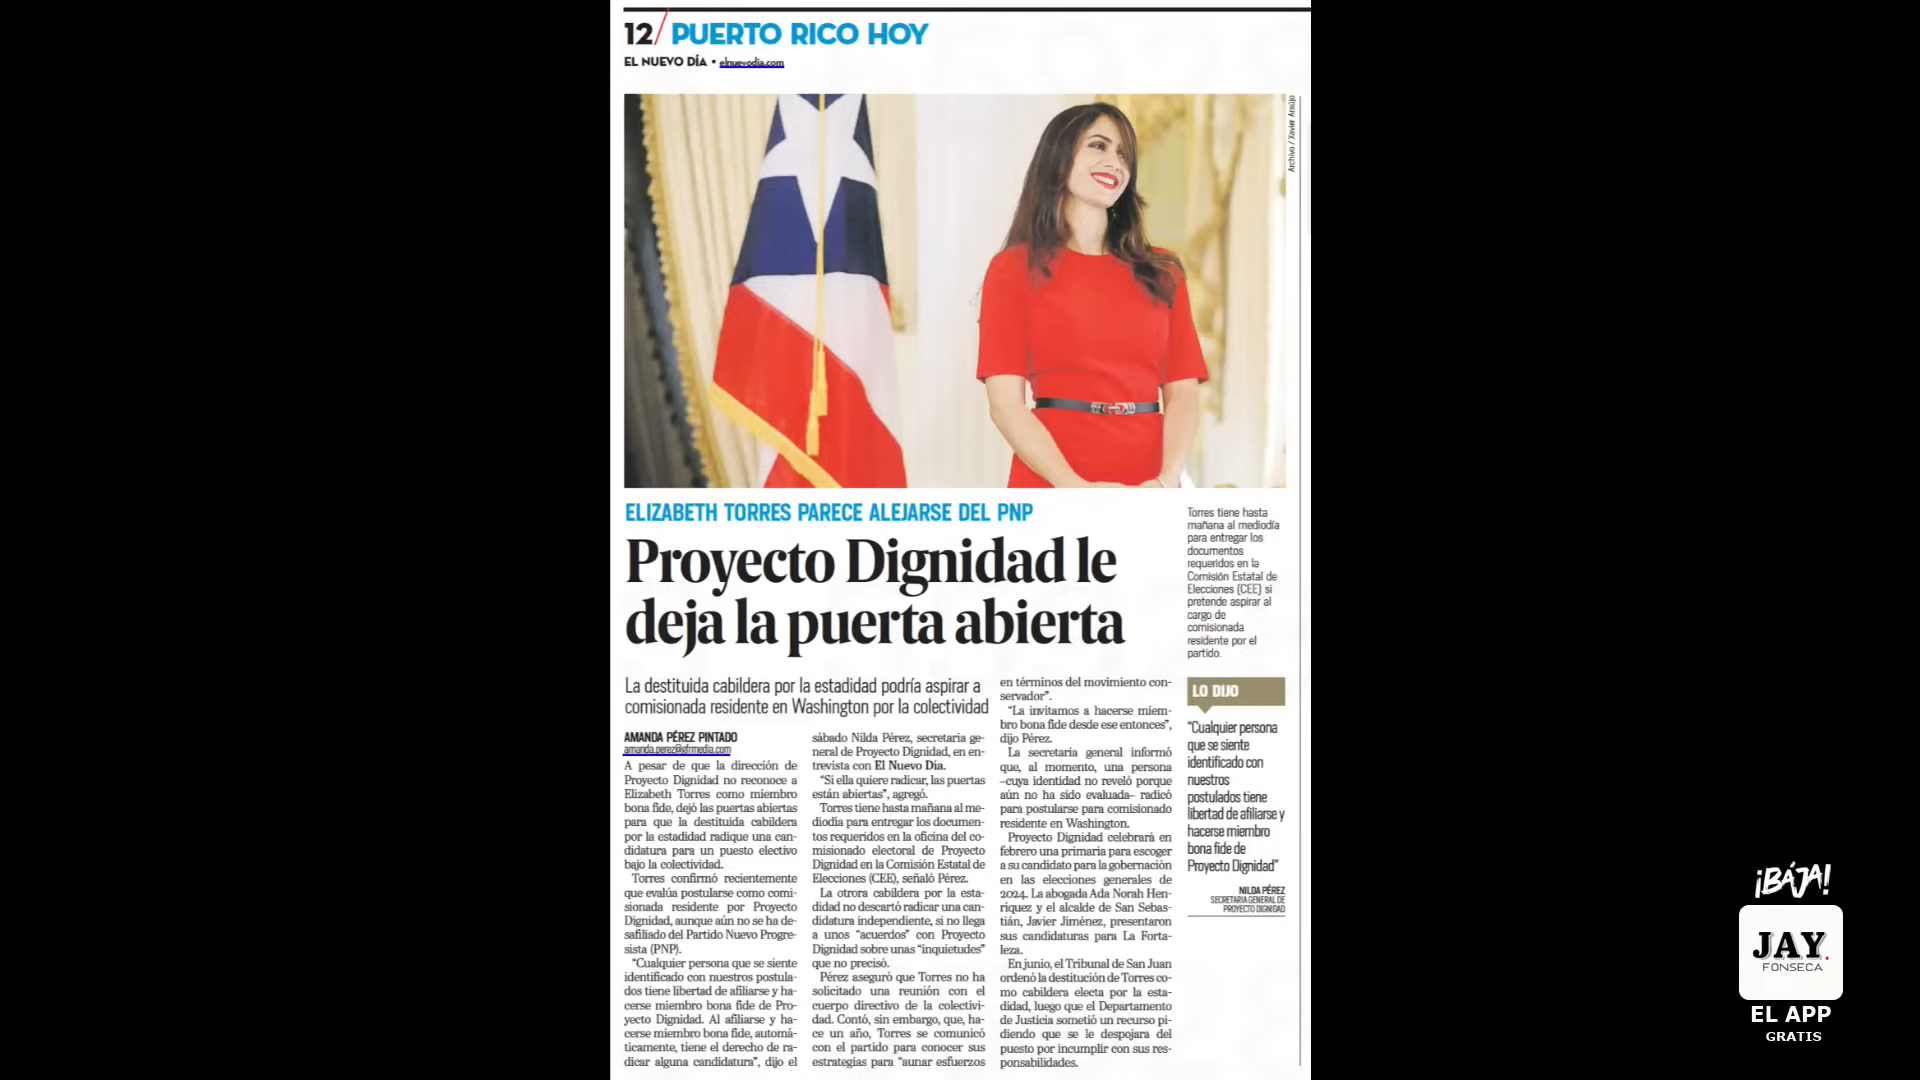 12/ PUERTO RICO HOY
EL NUEVO DÍA • elnuevodia.com
Archivo / Xavier Araújo
ELIZABETH TORRES PARECE ALEJARSE DEL PNP
Proyecto Dignidad le
deja la puerta abierta
La destituida cabildera por la estadidad podría aspirar a
comisionada residente en Washington por la colectividad
AMANDA PÉREZ PINTADO
amanda.perez@gfrmedia.com
A pesar de que la dirección de
Proyecto Dignidad no reconoce a
Elizabeth Torres como miembro
bona fide, dejó las puertas abiertas
para que la destituida cabildera
por la estadidad radique una can-
didatura para un puesto electivo
bajo la colectividad.
Torres confirmó recientemente
que evalúa postularse como comi-
sionada residente por Proyecto
Dignidad, aunque aún no se ha de-
safiliado del Partido Nuevo Progre-
sista (PNP).
“Cualquier persona que se siente
identificado con nuestros postula-
dos tiene libertad de afiliarse y ha-
cerse miembro bona fide de Pro-
yecto Dignidad. Al afiliarse y ha-
cerse miembro bona fide, automá-
ticamente, tiene el derecho de ra-
dicar alguna candidatura”, dijo el
sábado Nilda Pérez, secretaria ge-
neral de Proyecto Dignidad, en en-
trevista con El Nuevo Día.
“Si ella quiere radicar, las puertas
están abiertas”, agregó.
Torres tiene hasta mañana al me-
diodía para entregar los documen-
tos requeridos en la oficina del co-
misionado electoral de Proyecto
Dignidad en la Comisión Estatal de
Elecciones (CEE), señaló Pérez.
La otrora cabildera por la esta-
didad no descartó radicar una can-
didatura independiente, si no llega
a unos “acuerdos” con Proyecto
Dignidad sobre unas “inquietudes”
que no precisó.
Pérez aseguró que Torres no ha
solicitado una reunión con el
cuerpo directivo de la colectivi-
dad. Contó, sin embargo, que, ha-
ce un año, Torres se comunicó
con el partido para conocer sus
estrategias para “aunar esfuerzos
en términos del movimiento con-
servador”.
“La invitamos a hacerse miem-
bro bona fide desde ese entonces”,
dijo Pérez.
La secretaria general informó
que, al momento, una persona
–cuya identidad no reveló porque
aún no ha sido evaluada– radicó
para postularse para comisionado
residente en Washington.
Proyecto Dignidad celebrará en
febrero una primaria para escoger
a su candidato para la gobernación
en las elecciones generales de
2024. La abogada Ada Norah Hen-
ríquez y el alcalde de San Sebas-
tián, Javier Jiménez, presentaron
sus candidaturas para La Forta-
leza.
En junio, el Tribunal de San Juan
ordenó la destitución de Torres co-
mo cabildera electa por la esta-
didad, luego que el Departamento
de Justicia sometió un recurso pi-
diendo que se le despojara del
puesto por incumplir con sus res-
ponsabilidades.
Torres tiene hasta
mañana al mediodía
para entregar los
documentos
requeridos en la
Comisión Estatal de
Elecciones (CEE) si
pretende aspirar al
cargo de
comisionada
residente por el
partido.
LO DIJO
“Cualquier persona
que se siente
identificado con
nuestros
postulados tiene
libertad de afiliarse y
hacerse miembro
bona fide de
Proyecto Dignidad”
NILDA PÉREZ
SECRETARIA GENERAL DE
PROYECTO DIGNIDAD
¡BÁJA!
JAY.
FONSECA
EL APP
GRATIS